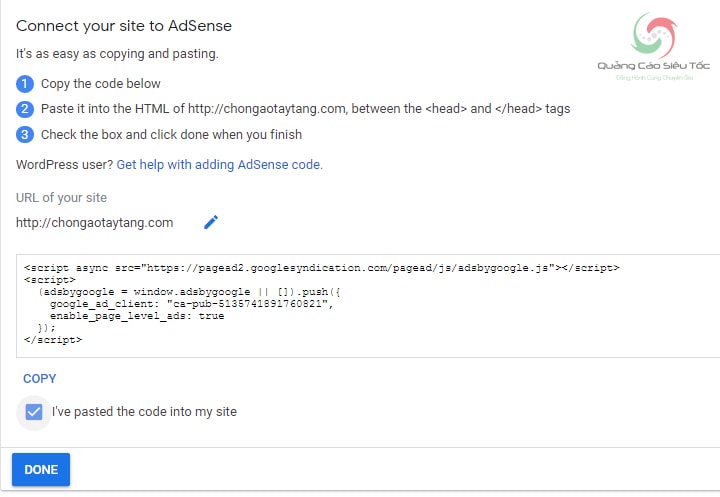 Connect your site to AdSense
It's as easy as copying and pasting.
Quảng Cáo Siêu Tốc
Đồng Hành Cùng Chuyên Gia
1 Copy the code below
2 Paste it into the HTML of http://chongaotaytang.com, between the <head> and </head> tags
3 Check the box and click done when you finish
WordPress user? Get help with adding AdSense code.
URL of your site
http://chongaotaytang.com
<script async src="https://pagead2.googlesyndication.com/pagead/js/adsbygoogle.js"></script>
<script>
(adsbygoogle = window.adsbygoogle || []).push({
google_ad_client: "ca-pub-5135741891760821",
enable_page_level_ads: true
});
</script>
COPY
I've pasted the code into my site
DONE